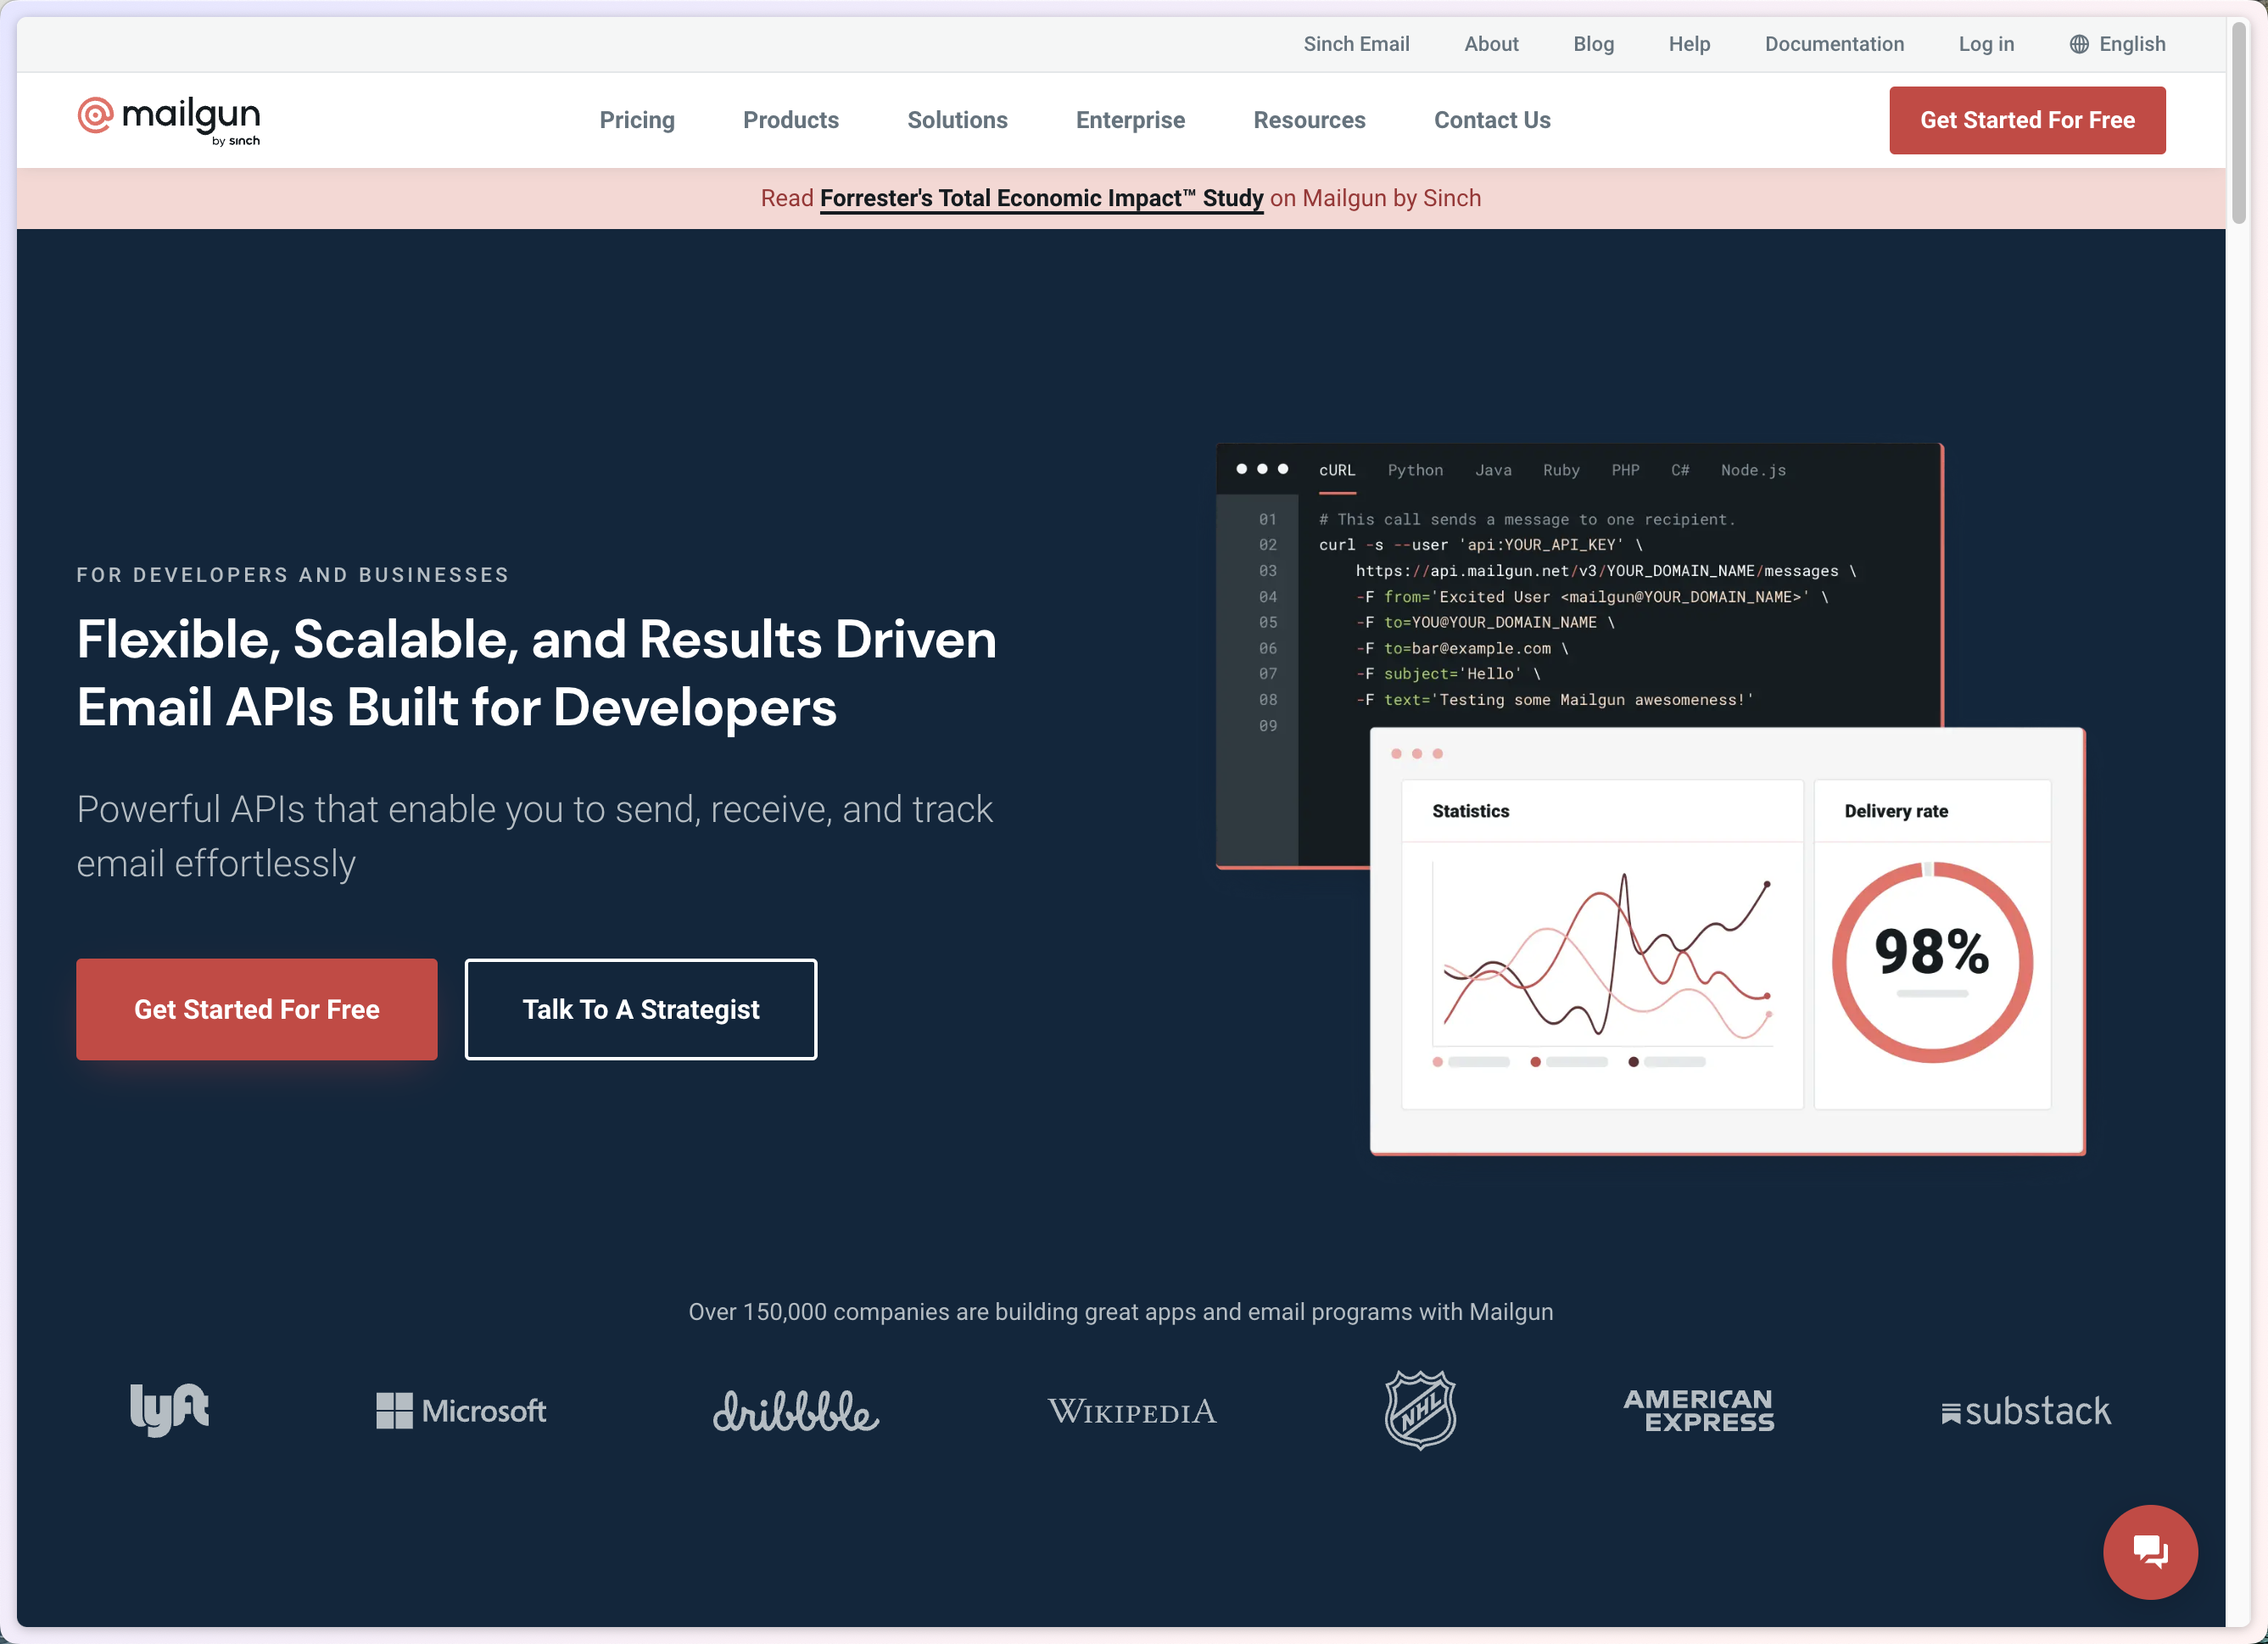 Sinch Email About Blog Help Documentation Log in English
mailgun
by sinch
Pricing Products Solutions Enterprise Resources Contact Us
Get Started For Free
Read Forrester's Total Economic Impact™ Study on Mailgun by Sinch
FOR DEVELOPERS AND BUSINESSES
Flexible, Scalable, and Results Driven
Email APIs Built for Developers
Powerful APIs that enable you to send, receive, and track
email effortlessly
Get Started For Free
Talk To A Strategist
cURL Python Java Ruby PHP C# Node.js
01 # This call sends a message to one recipient.
02 curl -s --user 'api:YOUR_API_KEY' \
03 https://api.mailgun.net/v3/YOUR_DOMAIN_NAME/messages \
04 -F from='Excited User <mailgun@YOUR_DOMAIN_NAME>' \
05 -F to=YOU@YOUR_DOMAIN_NAME \
06 -F to=bar@example.com \
07 -F subject='Hello' \
08 -F text='Testing some Mailgun awesomeness!'
09
Statistics
Delivery rate
98%
Over 150,000 companies are building great apps and email programs with Mailgun
lyft
Microsoft
dribbble
WIKIPEDIA
NHL
AMERICAN
EXPRESS
substack